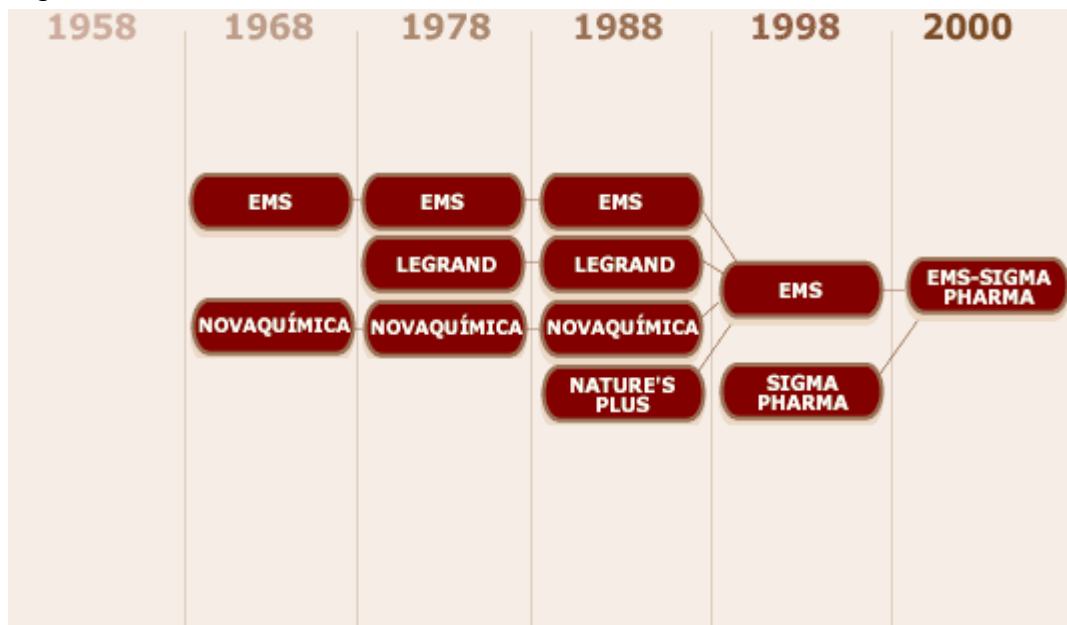 1958 1968 1978 1988 1998 2000
EMS EMS EMS
LEGRAND LEGRAND
EMS
EMS-SIGMA
PHARMA
NOVAQUÍMICA NOVAQUÍMICA NOVAQUÍMICA
NATURE'S
PLUS
SIGMA
PHARMA